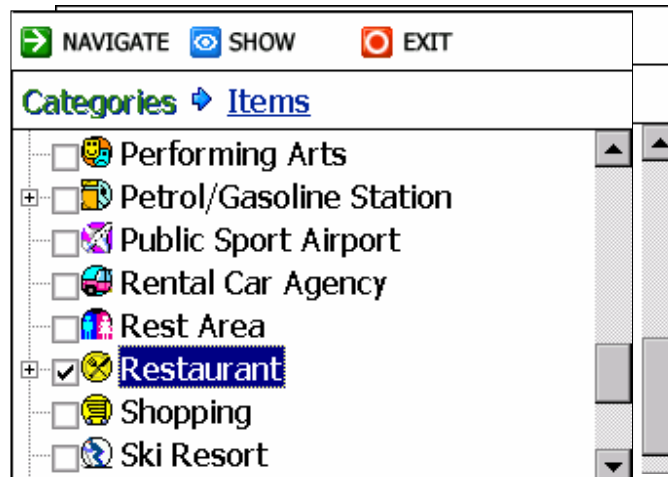 NAVIGATE SHOW EXIT
Categories Items
Performing Arts
Petrol/Gasoline Station
Public Sport Airport
Rental Car Agency
Rest Area
Restaurant
Shopping
Ski Resort